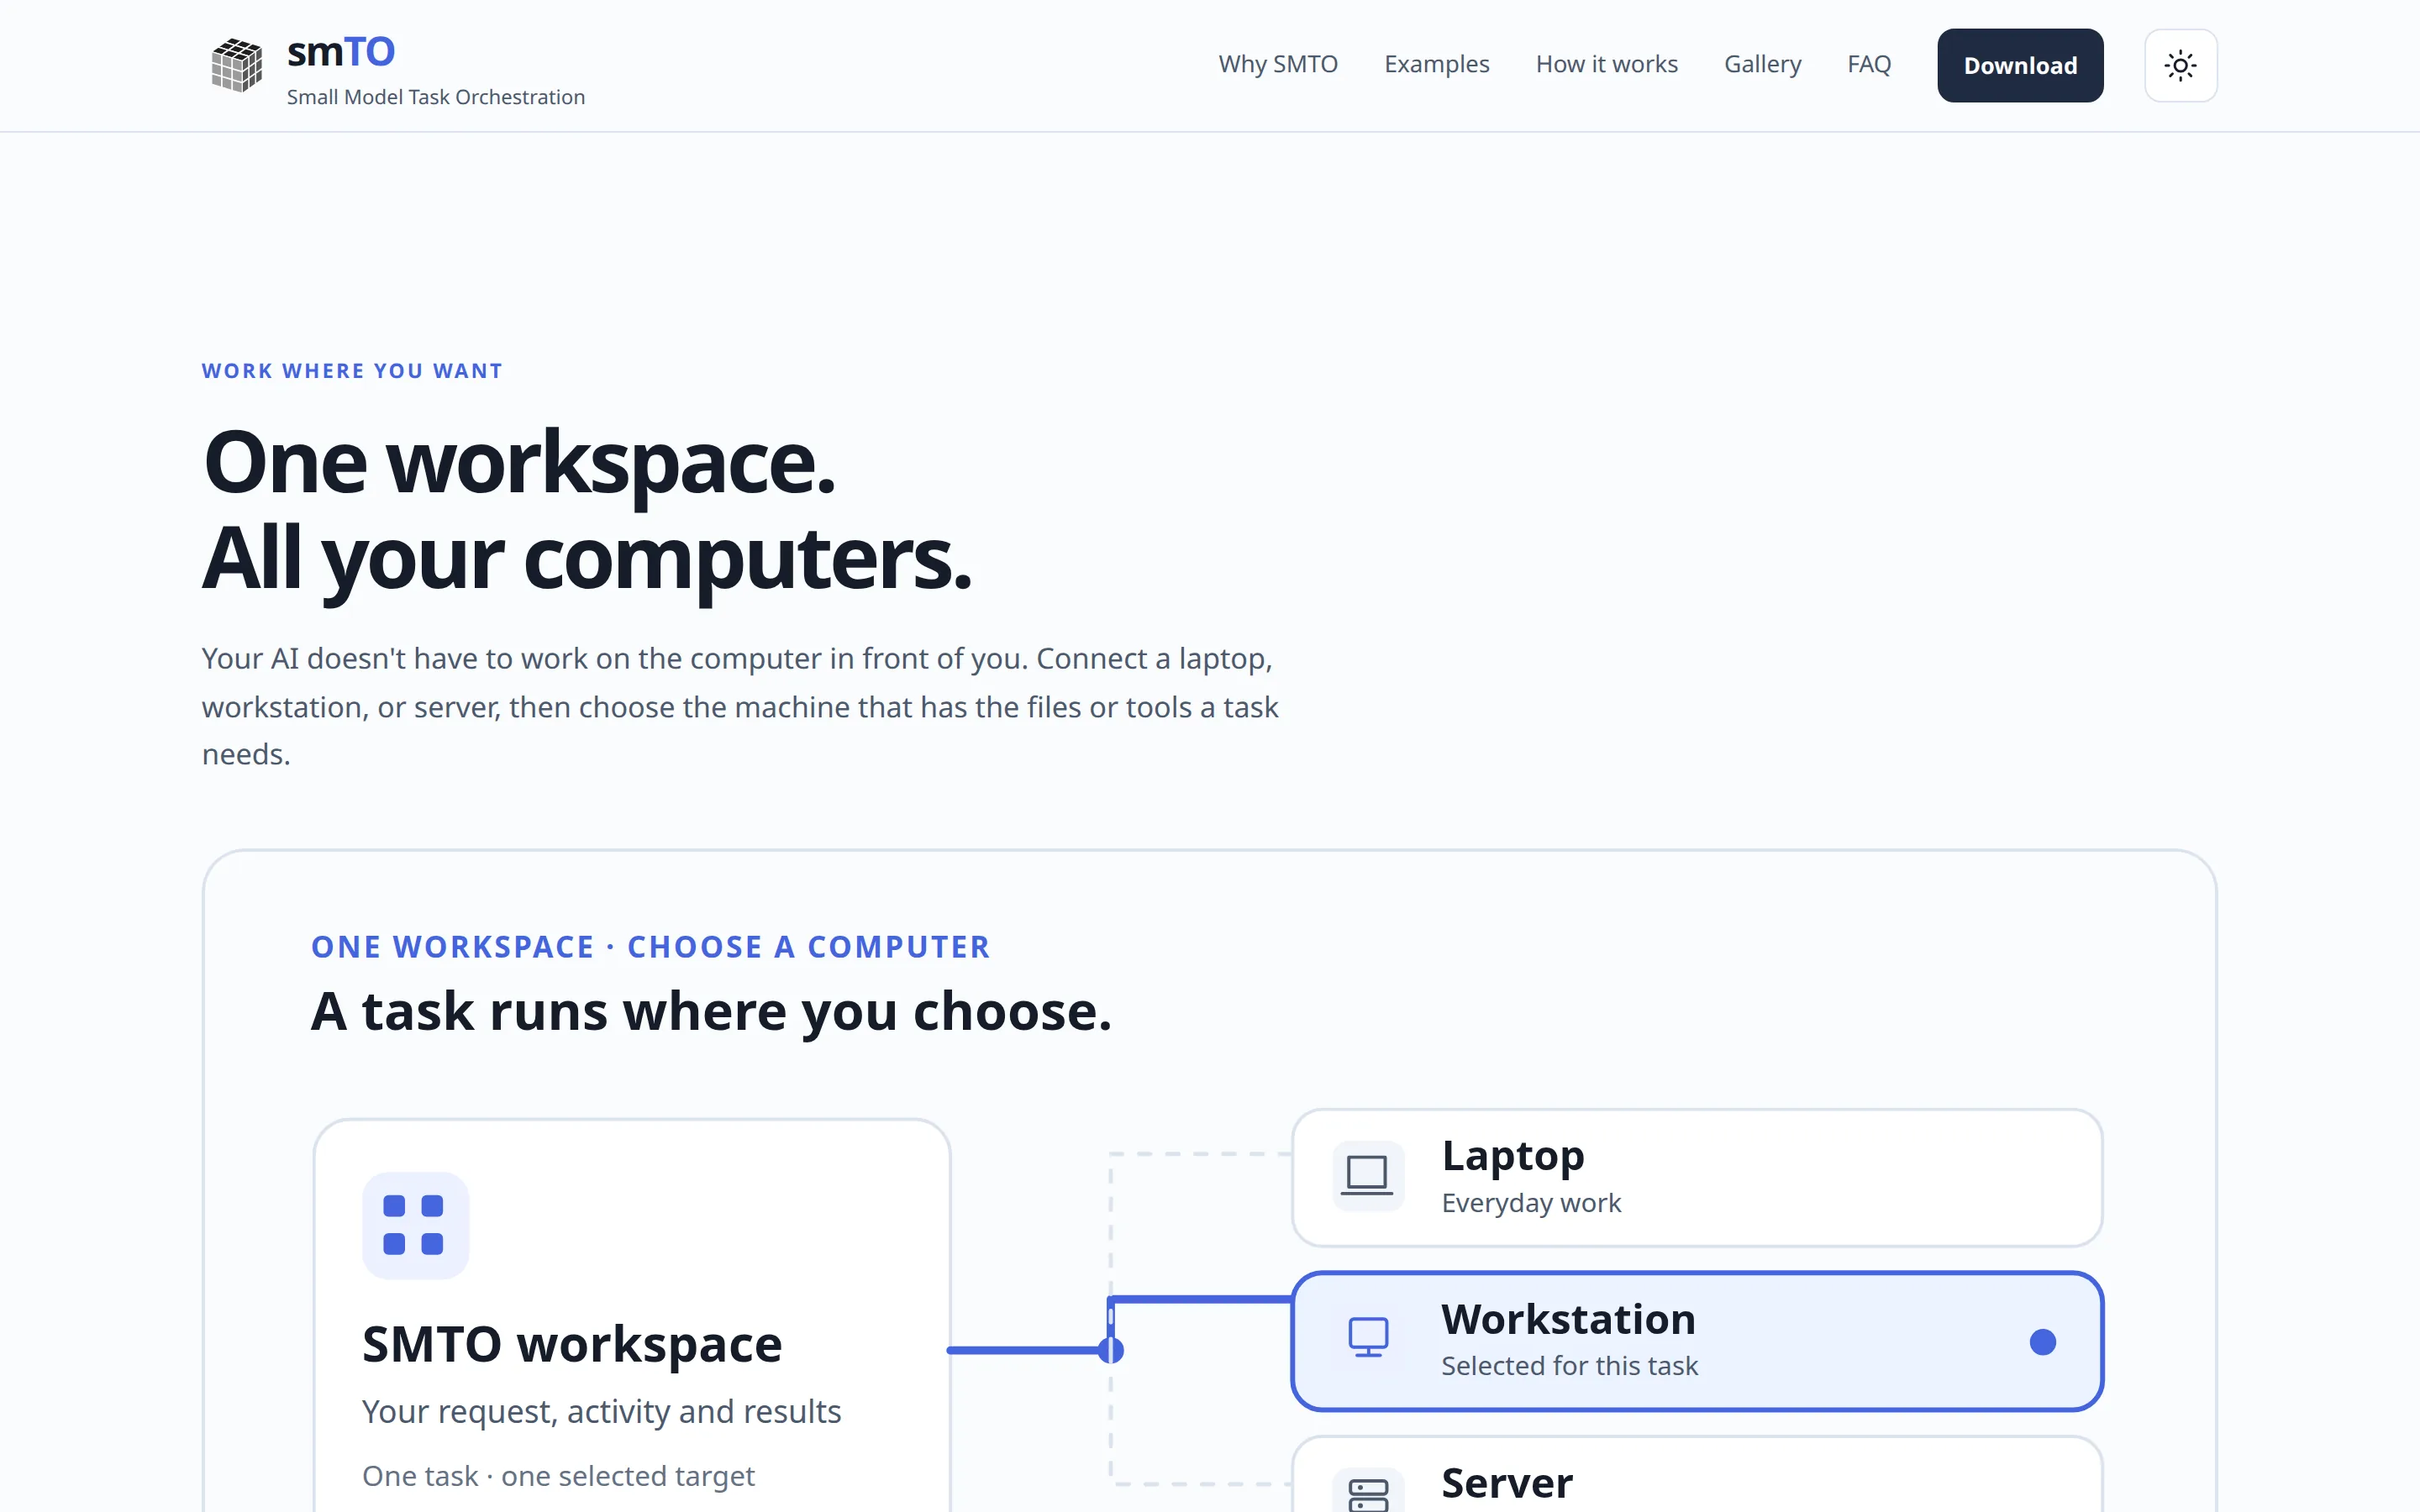 smTO
Small Model Task Orchestration
Why SMTO
Examples
How it works
Gallery
FAQ
Download
WORK WHERE YOU WANT
One workspace.
All your computers.
Your AI doesn't have to work on the computer in front of you. Connect a laptop,
workstation, or server, then choose the machine that has the files or tools a task
needs.
ONE WORKSPACE · CHOOSE A COMPUTER
A task runs where you choose.
SMTO workspace
Your request, activity and results
One task · one selected target
Laptop
Everyday work
Workstation
Selected for this task
Server